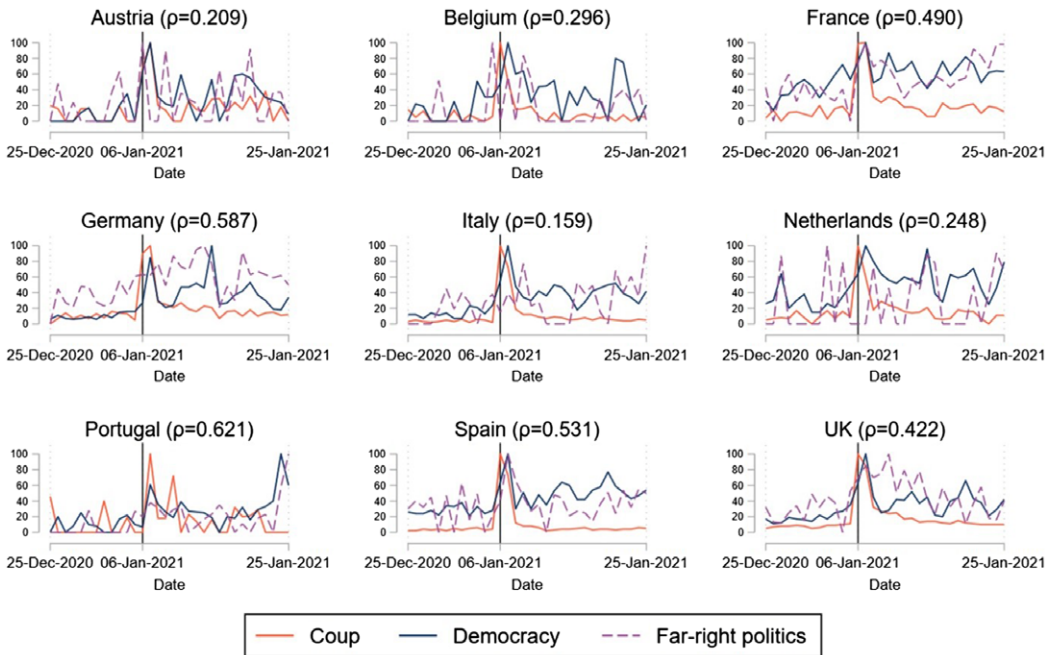 Austria (ρ=0.209) Belgium (ρ=0.296) France (ρ=0.490)
100 100 100
80 80 80
60 60 60
40 40 40
20 20 20
0 0 0
25-Dec-2020 06-Jan-2021 25-Jan-2021 25-Dec-2020 06-Jan-2021 25-Jan-2021 25-Dec-2020 06-Jan-2021 25-Jan-2021
Date Date Date
Germany (ρ=0.587) Italy (ρ=0.159) Netherlands (ρ=0.248)
100 100 100
80 80 80
60 60 60
40 40 40
20 20 20
0 0 0
25-Dec-2020 06-Jan-2021 25-Jan-2021 25-Dec-2020 06-Jan-2021 25-Jan-2021 25-Dec-2020 06-Jan-2021 25-Jan-2021
Date Date Date
Portugal (ρ=0.621) Spain (ρ=0.531) UK (ρ=0.422)
100 100 100
80 80 80
60 60 60
40 40 40
20 20 20
0 0 0
25-Dec-2020 06-Jan-2021 25-Jan-2021 25-Dec-2020 06-Jan-2021 25-Jan-2021 25-Dec-2020 06-Jan-2021 25-Jan-2021
Date Date Date
Coup Democracy Far-right politics